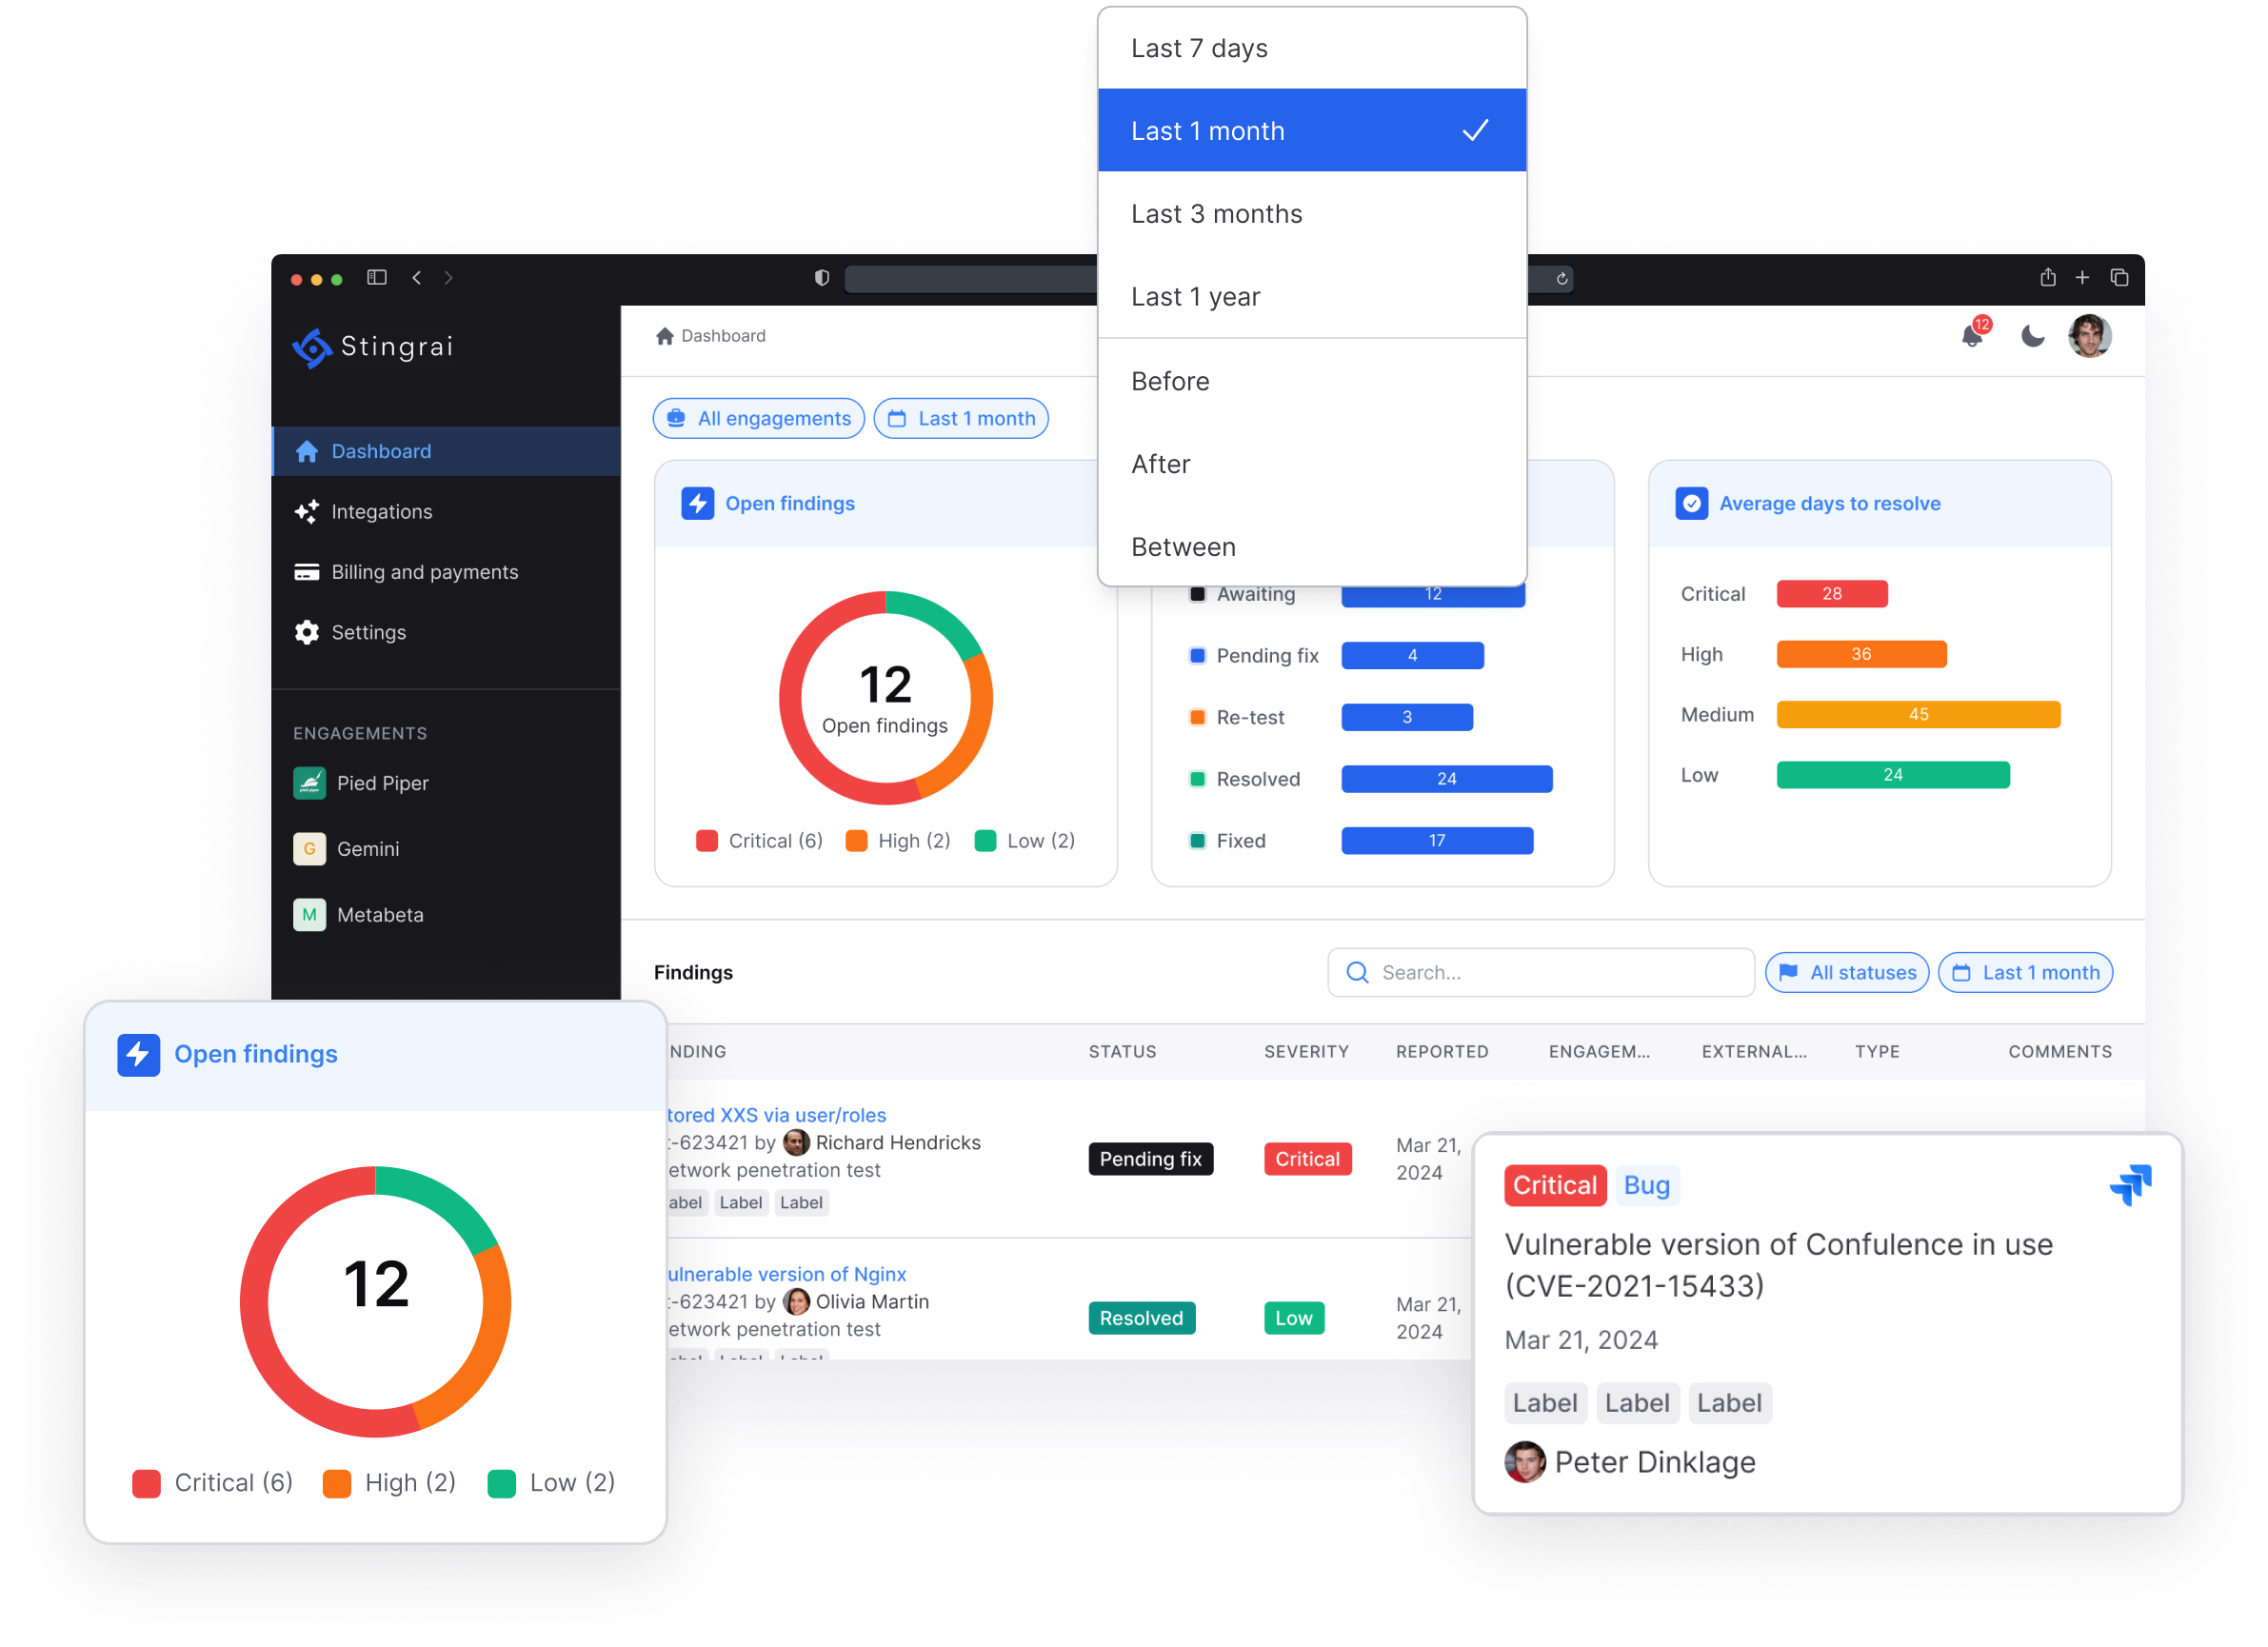 Last 7 days
Last 1 month
Last 3 months
Last 1 year
Before
After
Between
Stingrai
Dashboard
12
Dashboard
Integations
Billing and payments
Settings
ENGAGEMENTS
Pied Piper
G Gemini
M Metabeta
All engagements
Last 1 month
Open findings
12
Open findings
Critical (6) High (2) Low (2)
Awaiting 12
Pending fix 4
Re-test 3
Resolved 24
Fixed 17
Average days to resolve
Critical 28
High 36
Medium 45
Low 24
Findings
Search...
All statuses
Last 1 month
NDING STATUS SEVERITY REPORTED ENGAGEM... EXTERNAL... TYPE COMMENTS
tored XXS via user/roles
-623421 by Richard Hendricks
etwork penetration test
abel Label Label
Pending fix
Critical
Mar 21,
2024
ulnerable version of Nginx
-623421 by Olivia Martin
etwork penetration test
Resolved
Low
Mar 21,
2024
Open findings
12
Critical (6) High (2) Low (2)
Critical Bug
Vulnerable version of Confulence in use
(CVE-2021-15433)
Mar 21, 2024
Label Label Label
Peter Dinklage